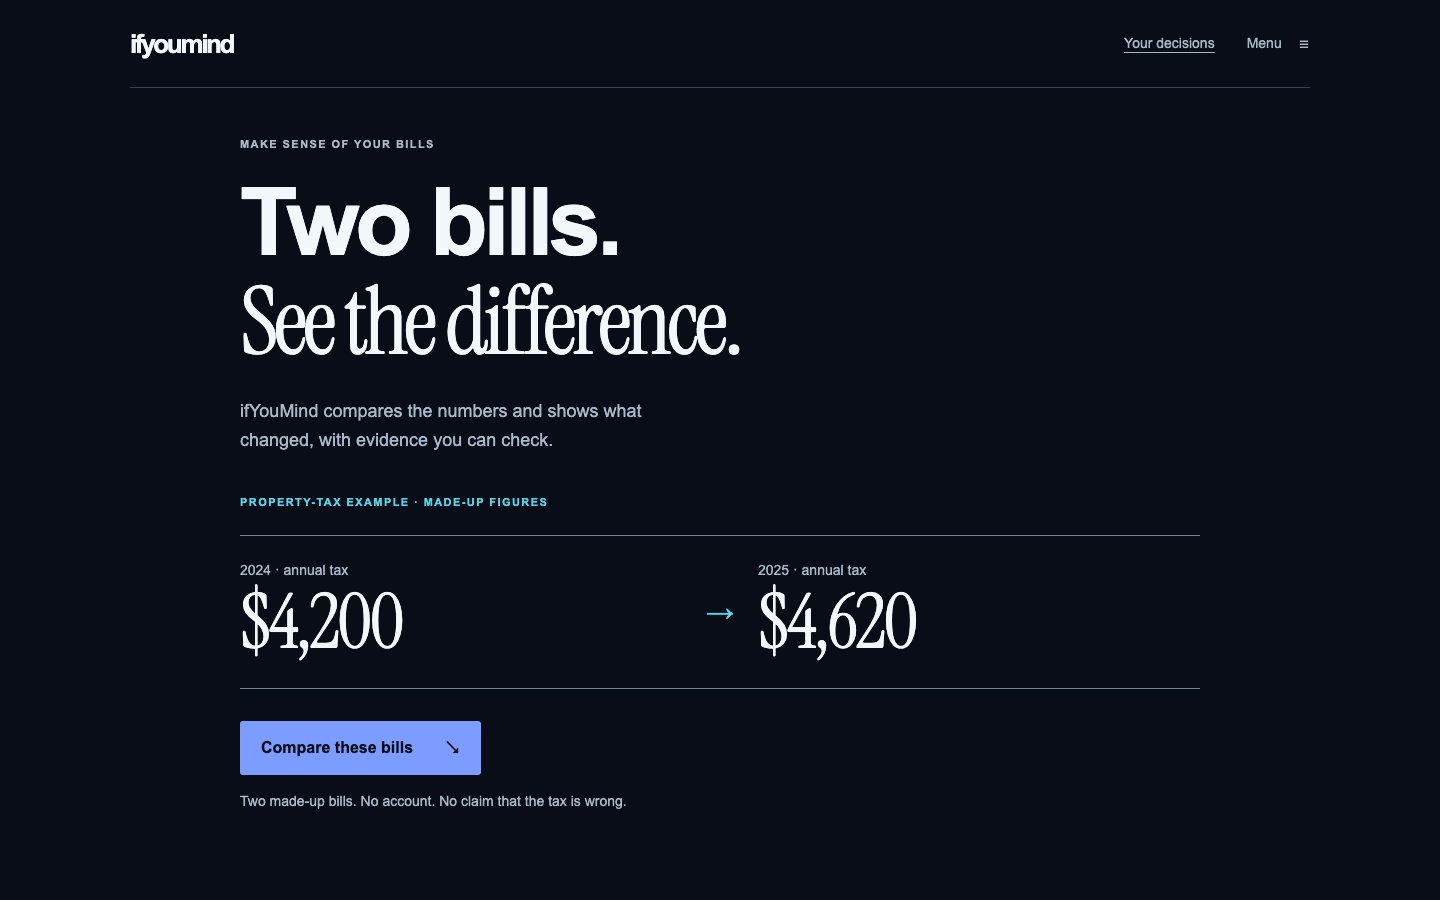 ifyoumind
Your decisions
Menu ≡
MAKE SENSE OF YOUR BILLS
Two bills.
See the difference.
ifYouMind compares the numbers and shows what
changed, with evidence you can check.
PROPERTY-TAX EXAMPLE · MADE-UP FIGURES
2024 · annual tax
$4,200
→
2025 · annual tax
$4,620
Compare these bills ↘
Two made-up bills. No account. No claim that the tax is wrong.